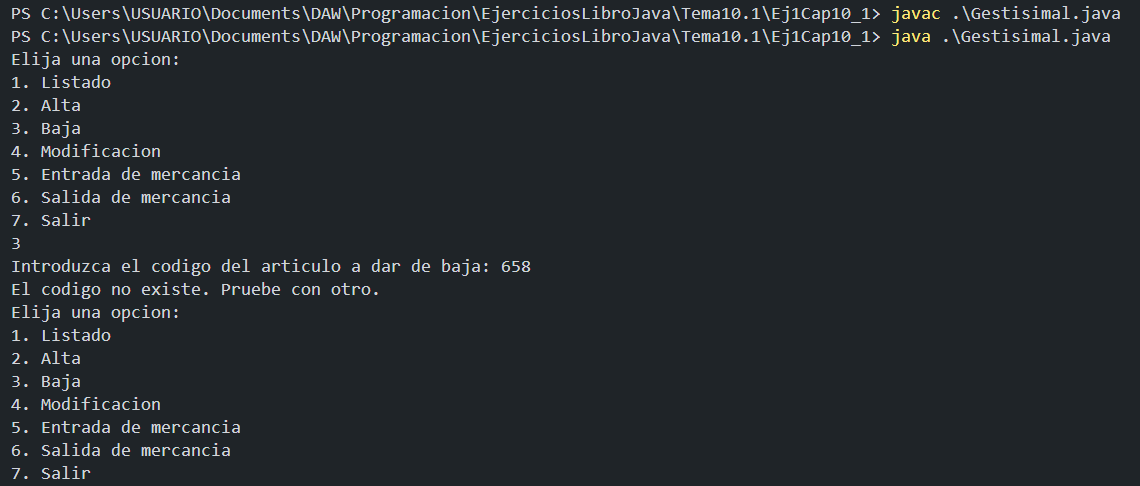 PS C:\Users\USUARIO\Documents\DAW\Programacion\EjerciciosLibroJava\Tema10.1\Ej1Cap10_1> javac .\Gestisimal.java
PS C:\Users\USUARIO\Documents\DAW\Programacion\EjerciciosLibroJava\Tema10.1\Ej1Cap10_1> java .\Gestisimal.java
Elija una opcion:
1. Listado
2. Alta
3. Baja
4. Modificacion
5. Entrada de mercancia
6. Salida de mercancia
7. Salir
3
Introduzca el codigo del articulo a dar de baja: 658
El codigo no existe. Pruebe con otro.
Elija una opcion:
1. Listado
2. Alta
3. Baja
4. Modificacion
5. Entrada de mercancia
6. Salida de mercancia
7. Salir